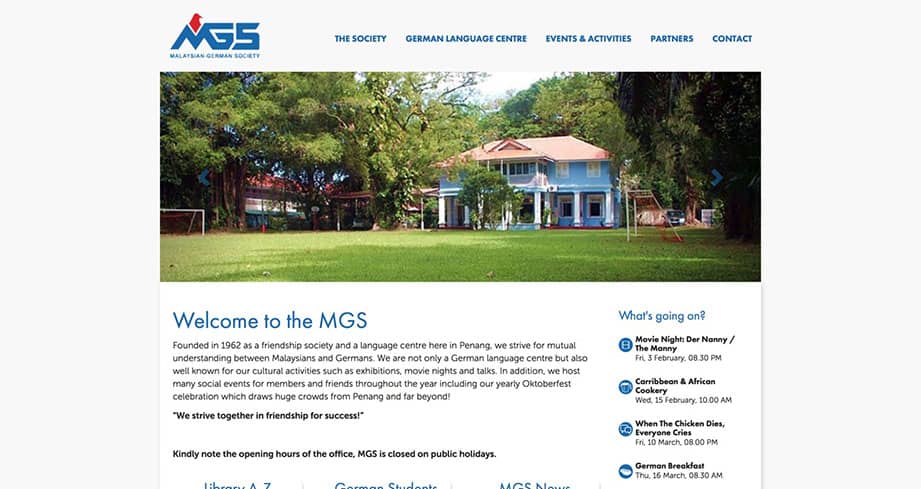 MGS
MALAYSIAN-GERMAN SOCIETY
THE SOCIETY
GERMAN LANGUAGE CENTRE
EVENTS & ACTIVITIES
PARTNERS
CONTACT
Welcome to the MGS
Founded in 1962 as a friendship society and a language centre here in Penang, we strive for mutual
understanding between Malaysians and Germans. We are not only a German language centre but also
well known for our cultural activities such as exhibitions, movie nights and talks. In addition, we host
many social events for members and friends throughout the year including our yearly Oktoberfest
celebration which draws huge crowds from Penang and far beyond!
"We strive together in friendship for success!"
Kindly note the opening hours of the office, MGS is closed on public holidays.
Library A-Z
German Students
MGS News
What's going on?
Movie Night: Der Nanny /
The Manny
Fri, 3 February, 08.30 PM
Carribbean & African
Cookery
Wed, 15 February, 10.00 AM
When The Chicken Dies,
Everyone Cries
Fri, 10 March, 08.00 PM
German Breakfast
Thu, 16 March, 08.30 AM